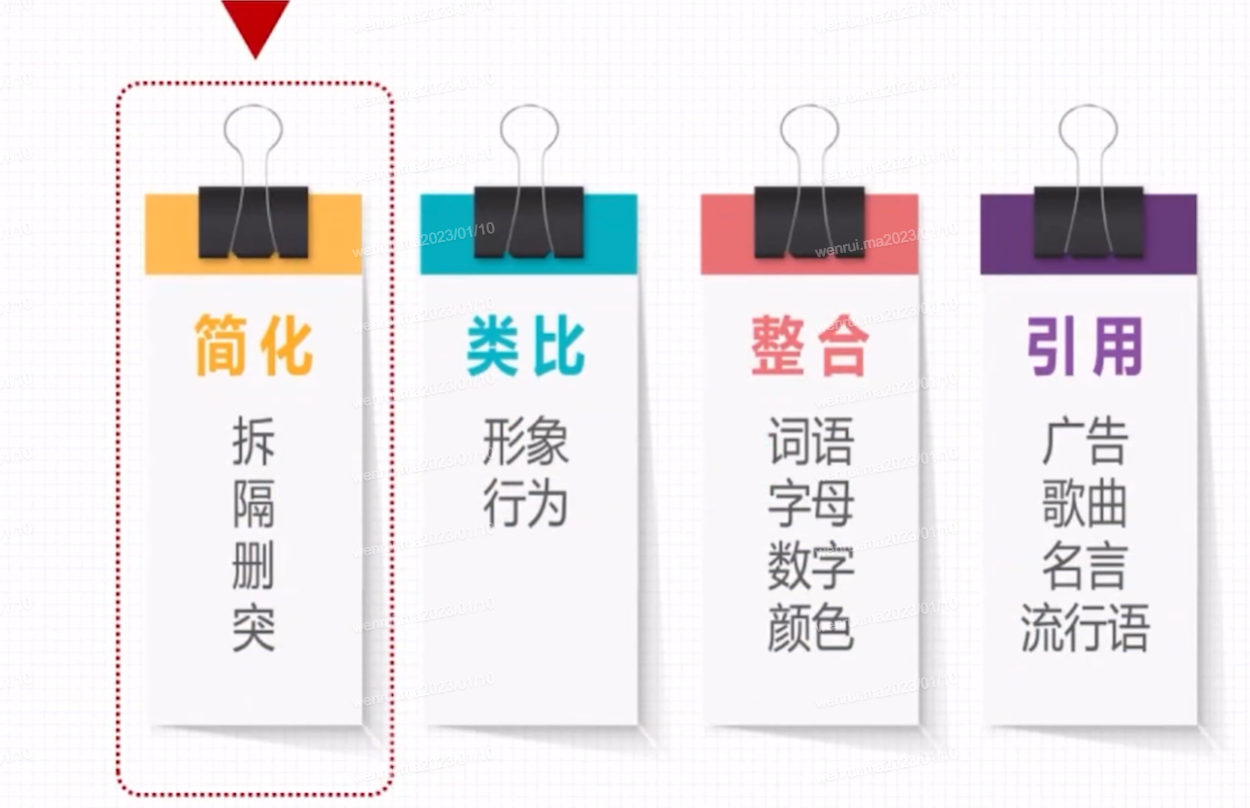 简化
拆
隔
删
突
类比
形象
行为
整合
词语
字母
数字
颜色
引用
广告
歌曲
名言
流行语
wenrui.ma2023/01/10